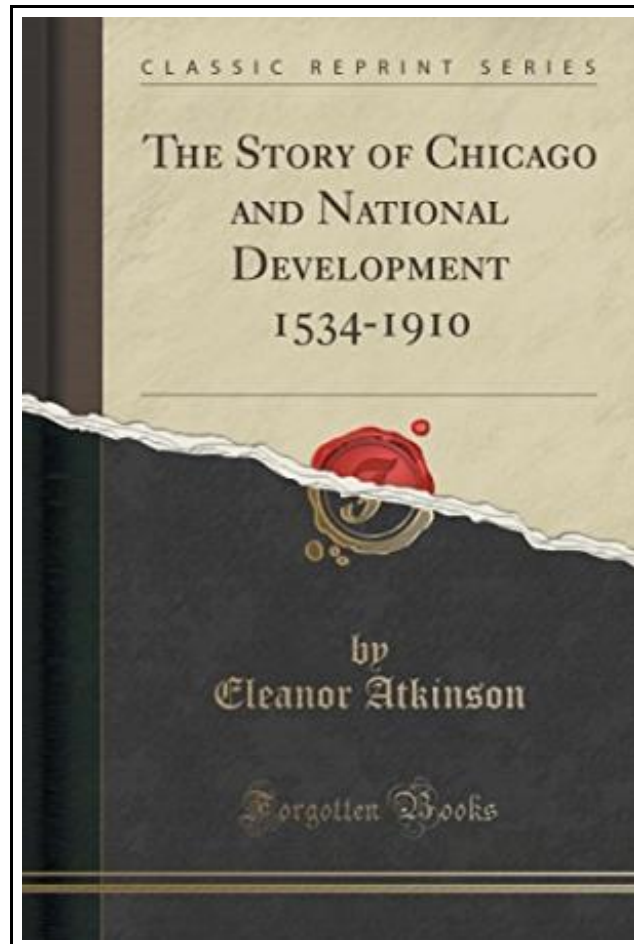 CLASSIC REPRINT SERIES
THE STORY OF CHICAGO
AND NATIONAL
DEVELOPMENT
1534-1910
by
Eleanor Atkinson
Forgotten Books